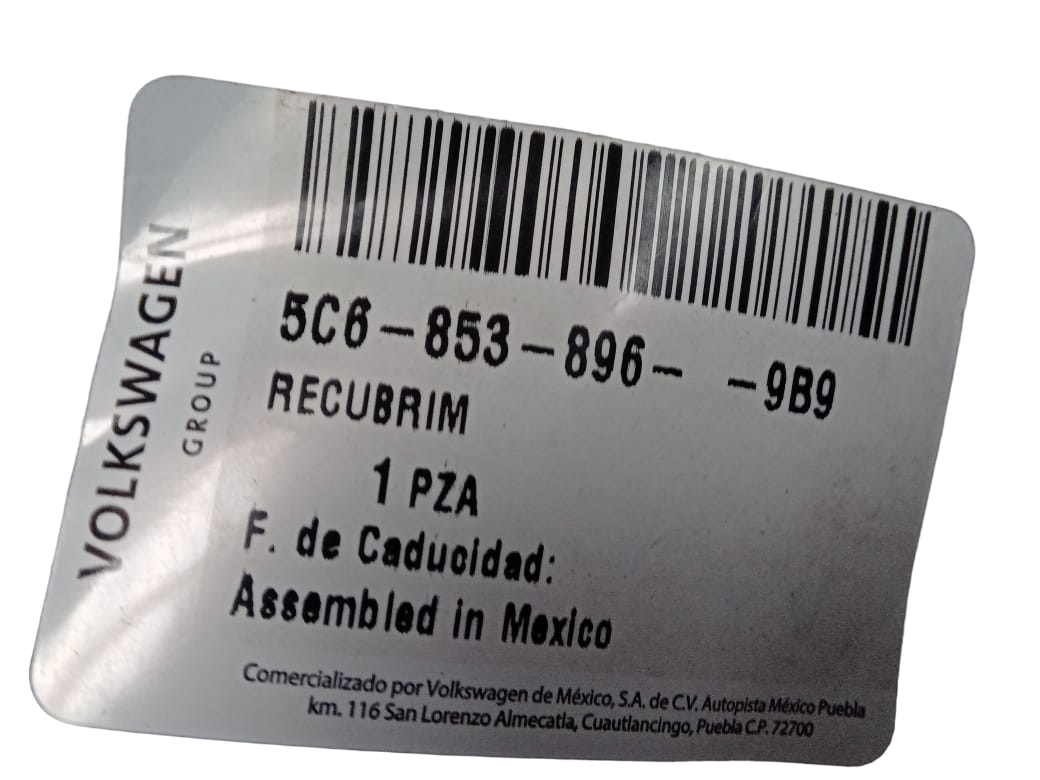 VOLKSWAGEN
GROUP
5C6-853-896-  -9B9
RECUBRIM
1 PZA
F. de Caducidad:
Assembled in Mexico
Comercializado por Volkswagen de México, S.A. de C.V. Autopista México Puebla
km. 116 San Lorenzo Almecatla, Cuautlancingo, Puebla C.P. 72700